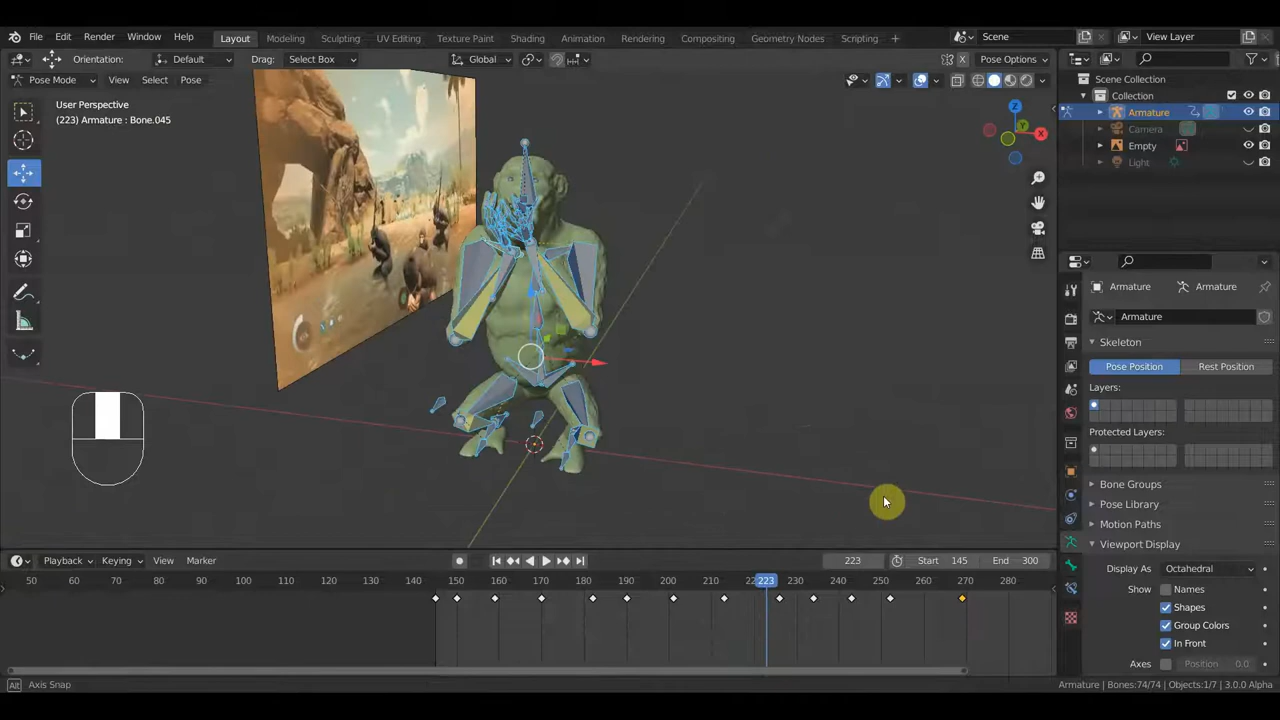 File Edit Render Window Help Layout Modeling Sculpting UV Editing Texture Paint Shading Animation Rendering Compositing Geometry Nodes Scripting + Scene View Layer
Orientation: Default Drag: Select Box Global Pose Options
Pose Mode View Select Pose
User Perspective
(223) Armature : Bone.045
X
Y
Z
Scene Collection
Collection
Armature
Camera
Empty
Light
Armature Armature
Armature
Skeleton
Pose Position Rest Position
Layers:
Protected Layers:
Bone Groups
Pose Library
Motion Paths
Viewport Display
Display As Octahedral
Show Names
Shapes
Group Colors
In Front
Axes Position 0.0
Playback Keying View Marker 223 Start 145 End 300
50 60 70 80 90 100 110 120 130 140 150 160 170 180 190 200 210 223 230 240 250 260 270 280
Alt Axis Snap Armature | Bones:74/74 | Objects:1/7 | 3.0.0 Alpha